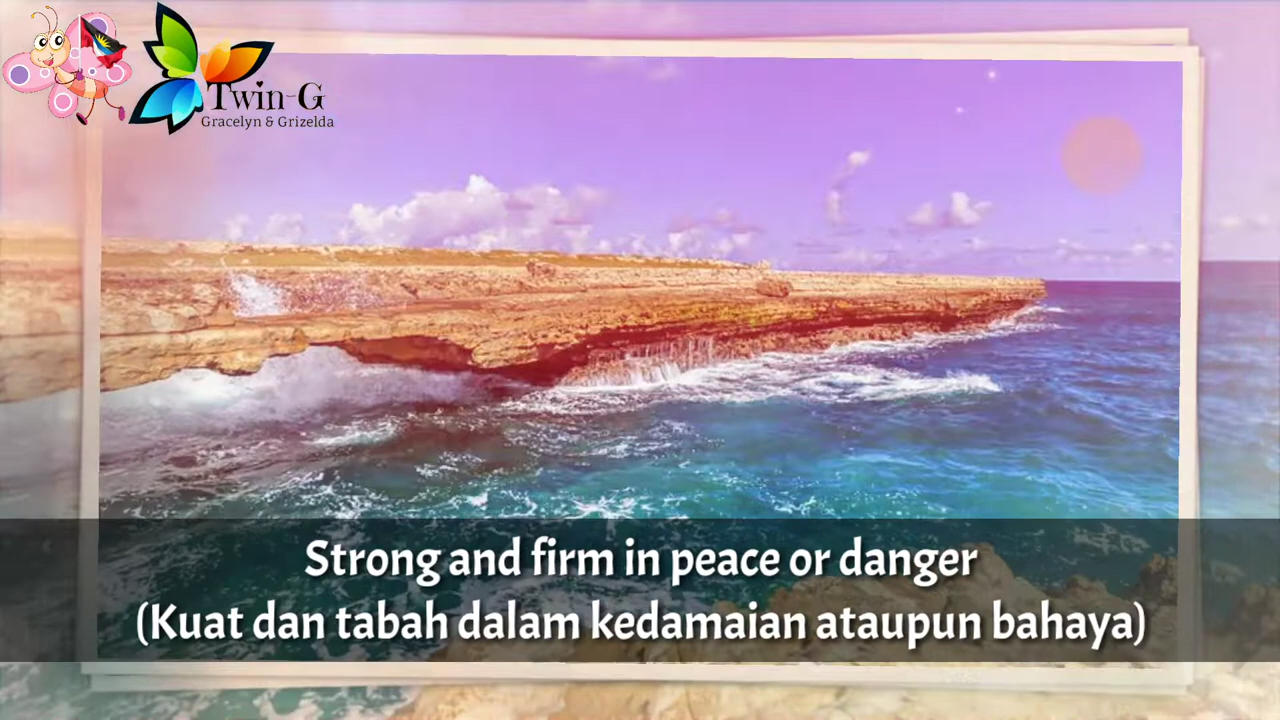 Twin-G
Gracelyn & Grizelda
Strong and firm in peace or danger
(Kuat dan tabah dalam kedamaian ataupun bahaya)